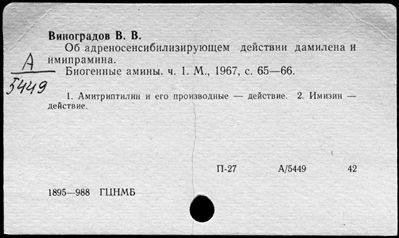 Виноградов В. В.
Об адреносенсибилизирующем действии дамилена и
имипрамина.
Биогенные амины. ч. 1. М., 1967, с. 65—66.
А
5449
1. Амитриптилин и его производные — действие. 2. Имизин —
действие.
П-27 А/5449 42
1895—988 ГЦНМБ